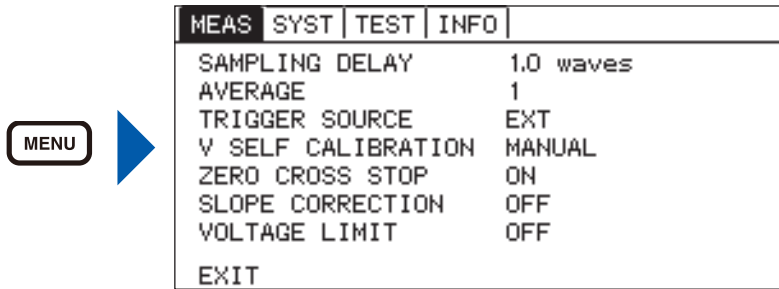 MENU
MEAS SYST TEST INFO
SAMPLING DELAY 1.0 waves
AVERAGE 1
TRIGGER SOURCE EXT
V SELF CALIBRATION MANUAL
ZERO CROSS STOP ON
SLOPE CORRECTION OFF
VOLTAGE LIMIT OFF
EXIT